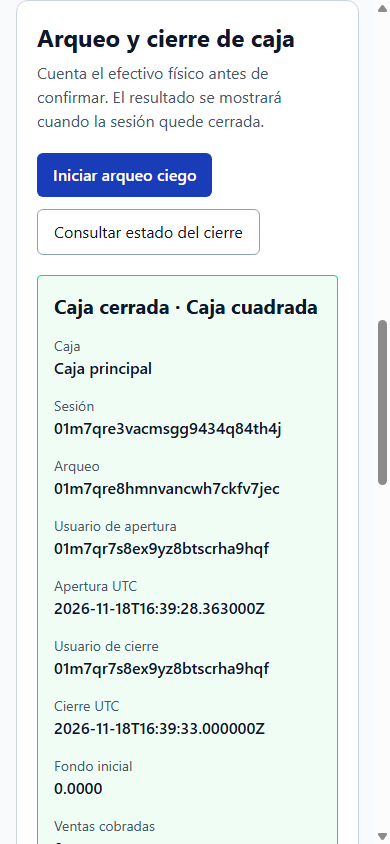 Arqueo y cierre de caja
Cuenta el efectivo físico antes de
confirmar. El resultado se mostrará
cuando la sesión quede cerrada.
Iniciar arqueo ciego
Consultar estado del cierre
Caja cerrada · Caja cuadrada
Caja
Caja principal
Sesión
01m7qre3vacmsgg9434q84th4j
Arqueo
01m7qre8hmnvancwh7ckfv7jec
Usuario de apertura
01m7qr7s8ex9yz8btscrha9hqf
Apertura UTC
2026-11-18T16:39:28.363000Z
Usuario de cierre
01m7qr7s8ex9yz8btscrha9hqf
Cierre UTC
2026-11-18T16:39:33.000000Z
Fondo inicial
0.0000
Ventas cobradas